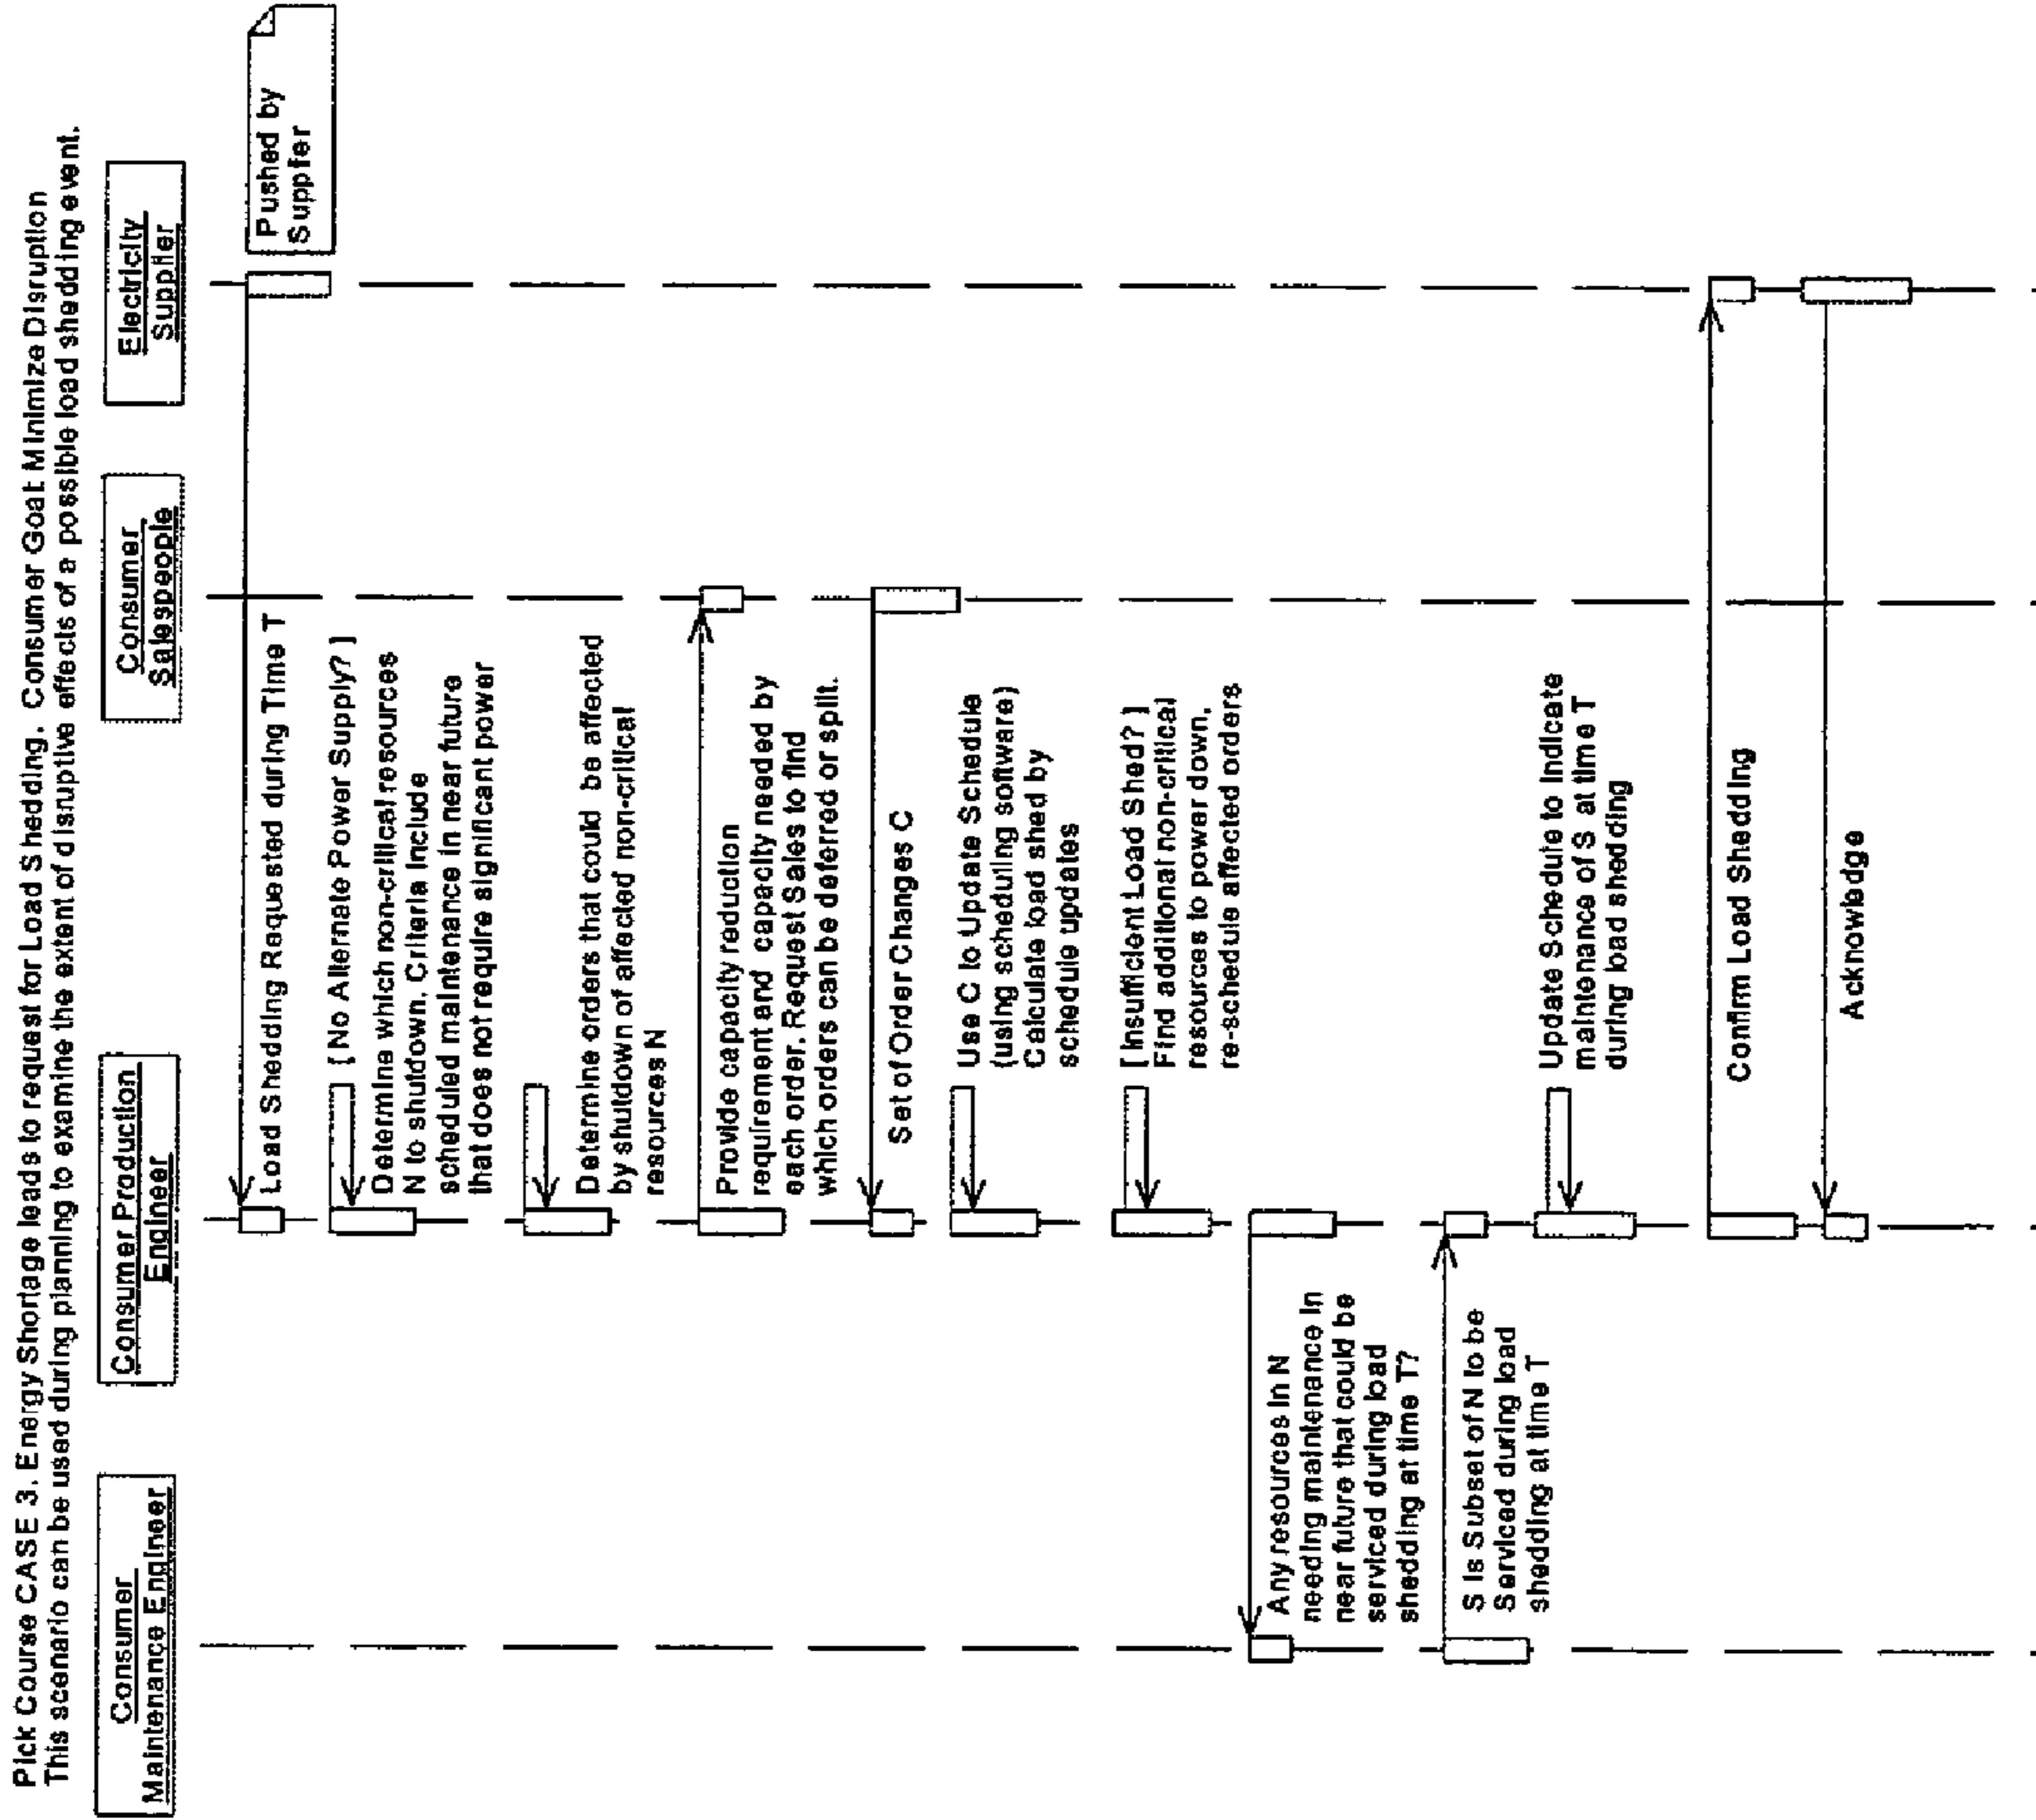 Pick Course CASE 3. Energy Shortage leads to request for Load Shedding. Consumer Goat Minimize Disruption
This scenario can be used during planning to examine the extent of disruptive effects of a possible load shedding event.
Consumer
Maintenance Engineer
Consumer Production
Engineer
Consumer
Salespeople
Electricity
Supplier
Pushed by
Suppfer
Load Shedding Requested during Time T
[ No Alternate Power Supply? ]
Determine which non-critical resources
N to shutdown. Criteria include
scheduled maintenance in near future
that does not require significant power
Determine orders that could be affected
by shutdown of affected non-critical
resources N
Provide capacity reduction
requirement and capacity needed by
each order. Request Sales to find
which orders can be deferred or split.
Set of Order Changes C
Use C to Update Schedule
(using scheduling software)
Calculate load shed by
schedule updates
[ Insufficient Load Shed? ]
Find additional non-critical
resources to power down,
re-schedule affected orders
Any resources in N
needing maintenance in
near future that could be
serviced during load
shedding at time T?
S is Subset of N to be
Serviced during load
shedding at time T
Update Schedule to Indicate
maintenance of S at time T
during load shedding
Confirm Load Shedding
Acknowledge